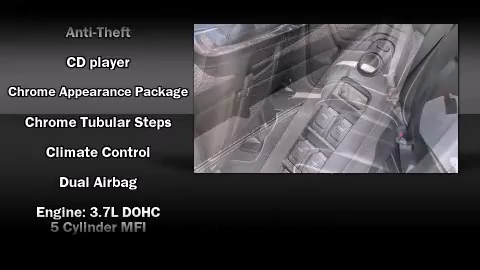 Anti-Theft
CD player
Chrome Appearance Package
Chrome Tubular Steps
Climate Control
Dual Airbag
Engine: 3.7L DOHC
5 Cylinder MFI